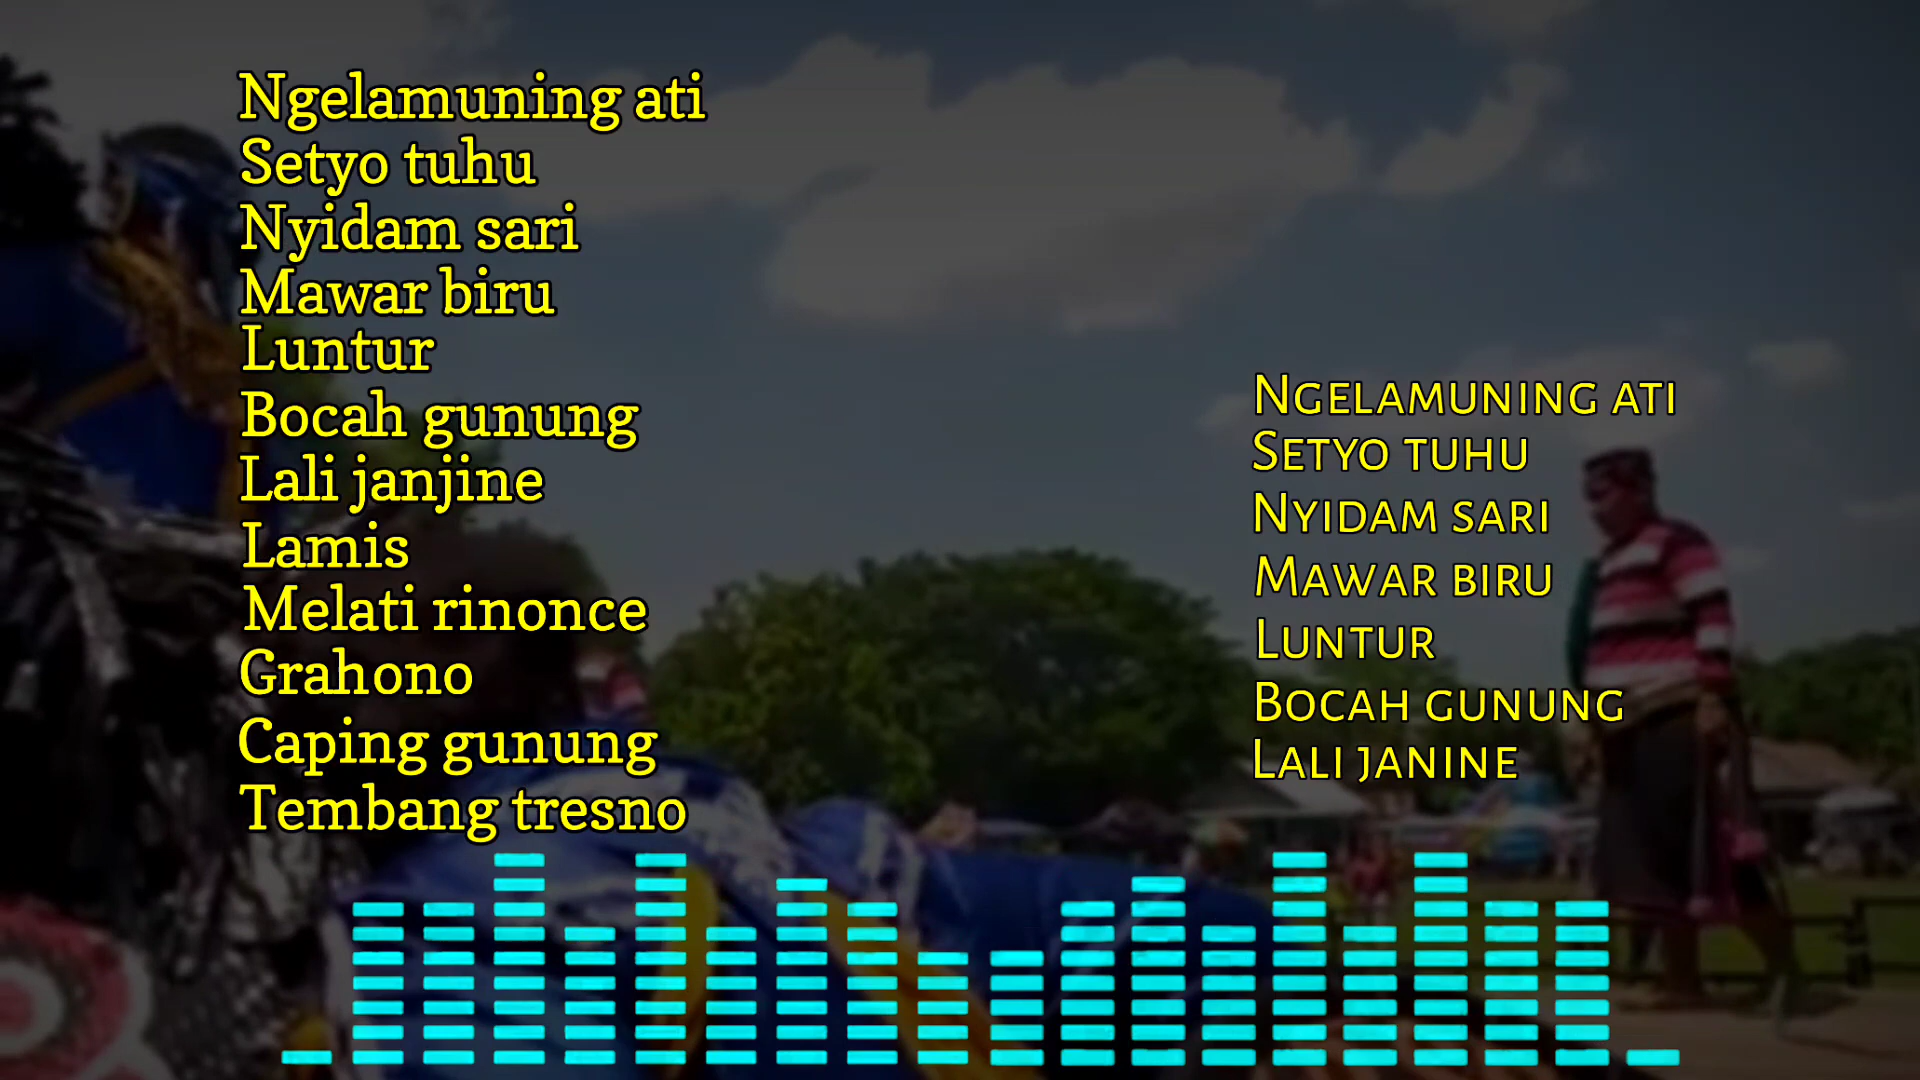 Ngelamuning ati
Setyo tuhu
Nyidam sari
Mawar biru
Luntur
Bocah gunung
Lali janjine
Lamis
Melati rinonce
Grahono
Caping gunung
Tembang tresno
Ngelamuning ati
Setyo tuhu
Nyidam sari
Mawar biru
Luntur
Bocah gunung
Lali janine